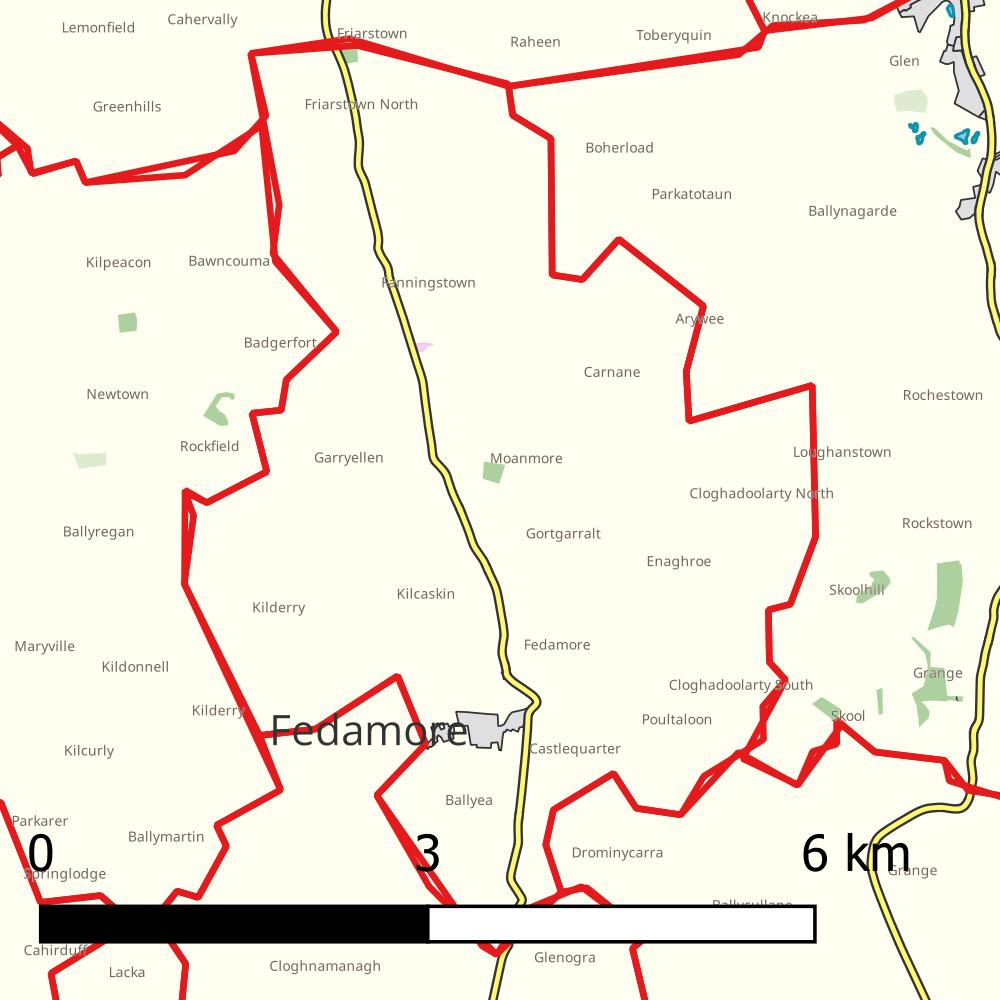 Lemonfield
Cahervally
Friarstown
Raheen
Toberyquin
Knockea
Glen
Greenhills
Friarstown North
Boherload
Parkatotaun
Ballynagarde
Kilpeacon
Bawncouma
Fanningstown
Arywee
Badgerfort
Carnane
Newtown
Rochestown
Rockfield
Garryellen
Moanmore
Loughanstown
Cloghadoolarty North
Ballyregan
Gortgarralt
Rockstown
Enaghroe
Skoolhill
Kilderry
Kilcaskin
Maryville
Kildonnell
Fedamore
Grange
Cloghadoolarty South
Kilderry
Poultaloon
Skool
Fedamore
Kilcurly
Castlequarter
Ballyea
Parkarer
Ballymartin
0 3 6 km
Drominycarra
Springlodge
Grange
Cahirduff
Lacka
Cloghnamanagh
Glenogra